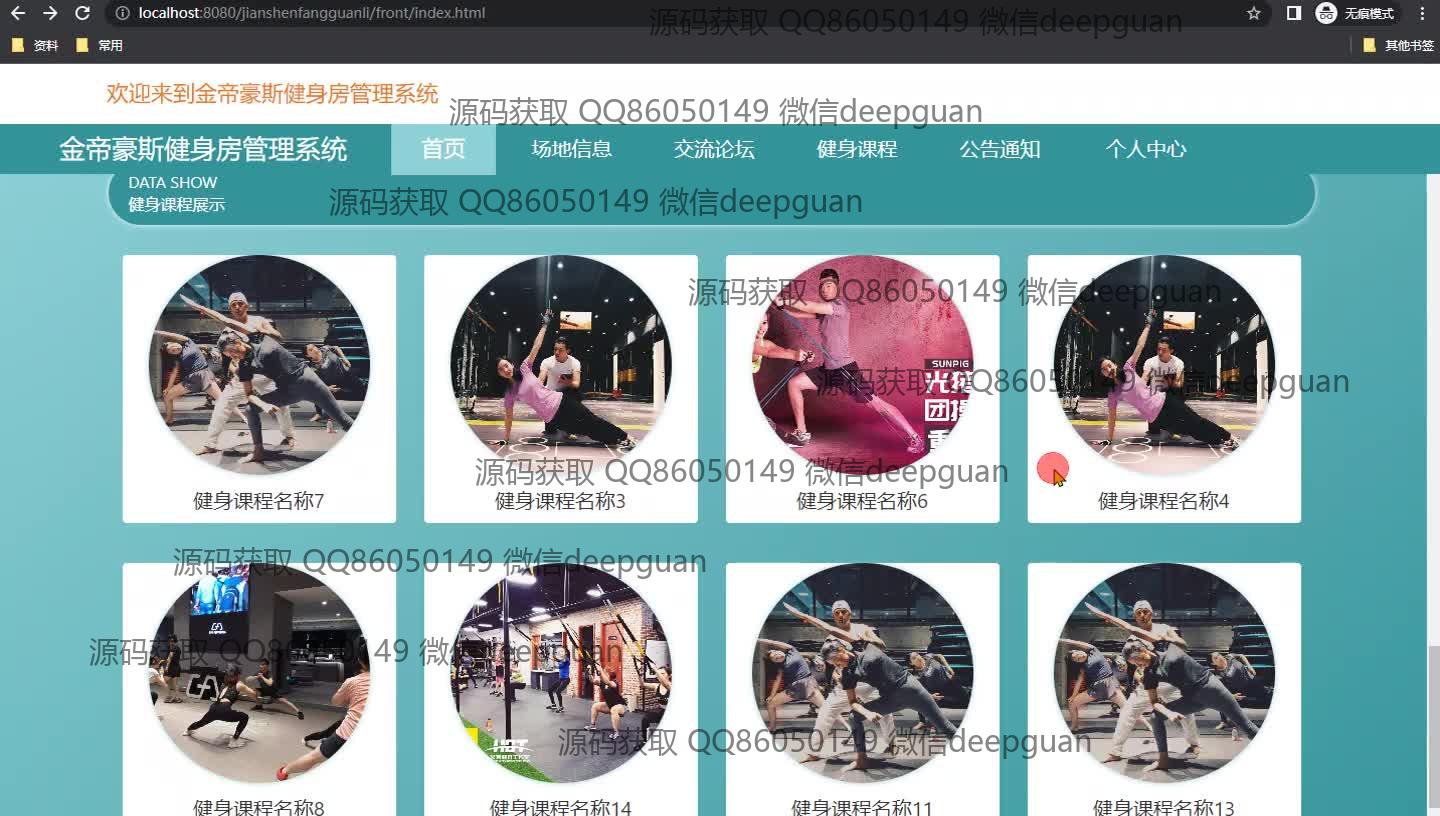 localhost:8080/jianshenfangguanli/front/index.html
无痕模式
资料
常用
其他书签
源码获取 QQ86050149 微信deepguan
欢迎来到金帝豪斯健身房管理系统
源码获取 QQ86050149 微信deepguan
金帝豪斯健身房管理系统
首页
场地信息
交流论坛
健身课程
公告通知
个人中心
DATA SHOW
健身课程展示
源码获取 QQ86050149 微信deepguan
源码获取 QQ86050149 微信deepguan
SUNPIG
团操
源码获取 QQ86050149 微信deepguan
源码获取 QQ86050149 微信deepguan
健身课程名称7
健身课程名称3
健身课程名称6
健身课程名称4
源码获取 QQ86050149 微信deepguan
源码获取 QQ86050149 微信deepguan
HOT
源码获取 QQ86050149 微信deepguan
健身课程名称8
健身课程名称14
健身课程名称11
健身课程名称13